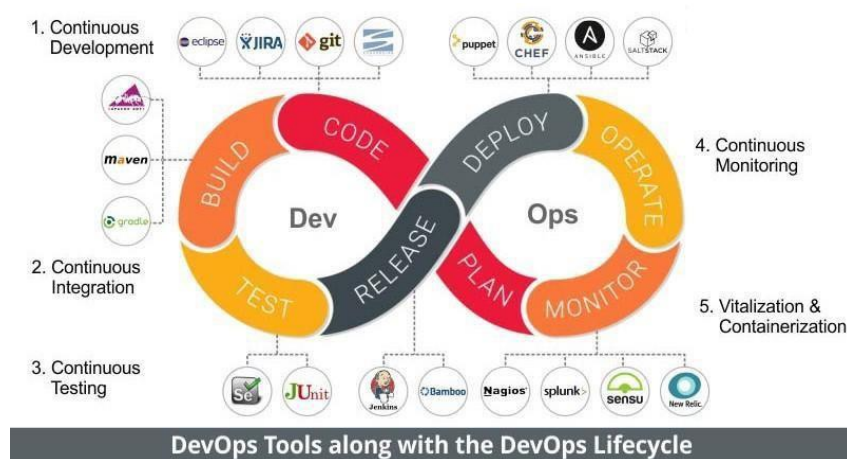 1. Continuous
Development
eclipse
JIRA
git
puppet
CHEF
ANSIBLE
SALTSTACK
maven
gradle
CODE
BUILD
TEST
RELEASE
DEPLOY
OPERATE
MONITOR
PLAN
Dev
Ops
4. Continuous
Monitoring
2. Continuous
Integration
5. Vitalization &
Containerization
3. Continuous
Testing
Se
JUnit
Jenkins
Bamboo
Nagios
splunk>
sensu
New Relic.
DevOps Tools along with the DevOps Lifecycle